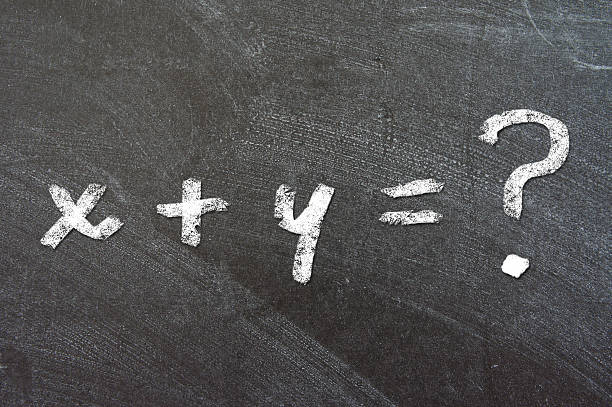 x + y = ?